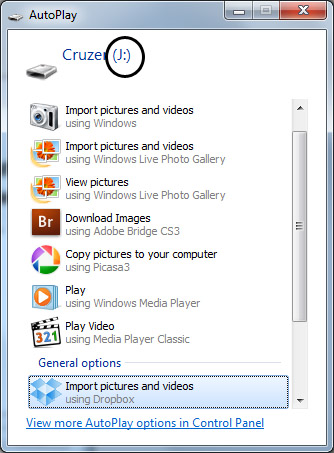 AutoPlay
Cruzer (J:)
Import pictures and videos
using Windows
Import pictures and videos
using Windows Live Photo Gallery
View pictures
using Windows Live Photo Gallery
Br
Download Images
using Adobe Bridge CS3
Copy pictures to your computer
using Picasa3
Play
using Windows Media Player
321
Play Video
using Media Player Classic
General options
Import pictures and videos
using Dropbox
View more AutoPlay options in Control Panel